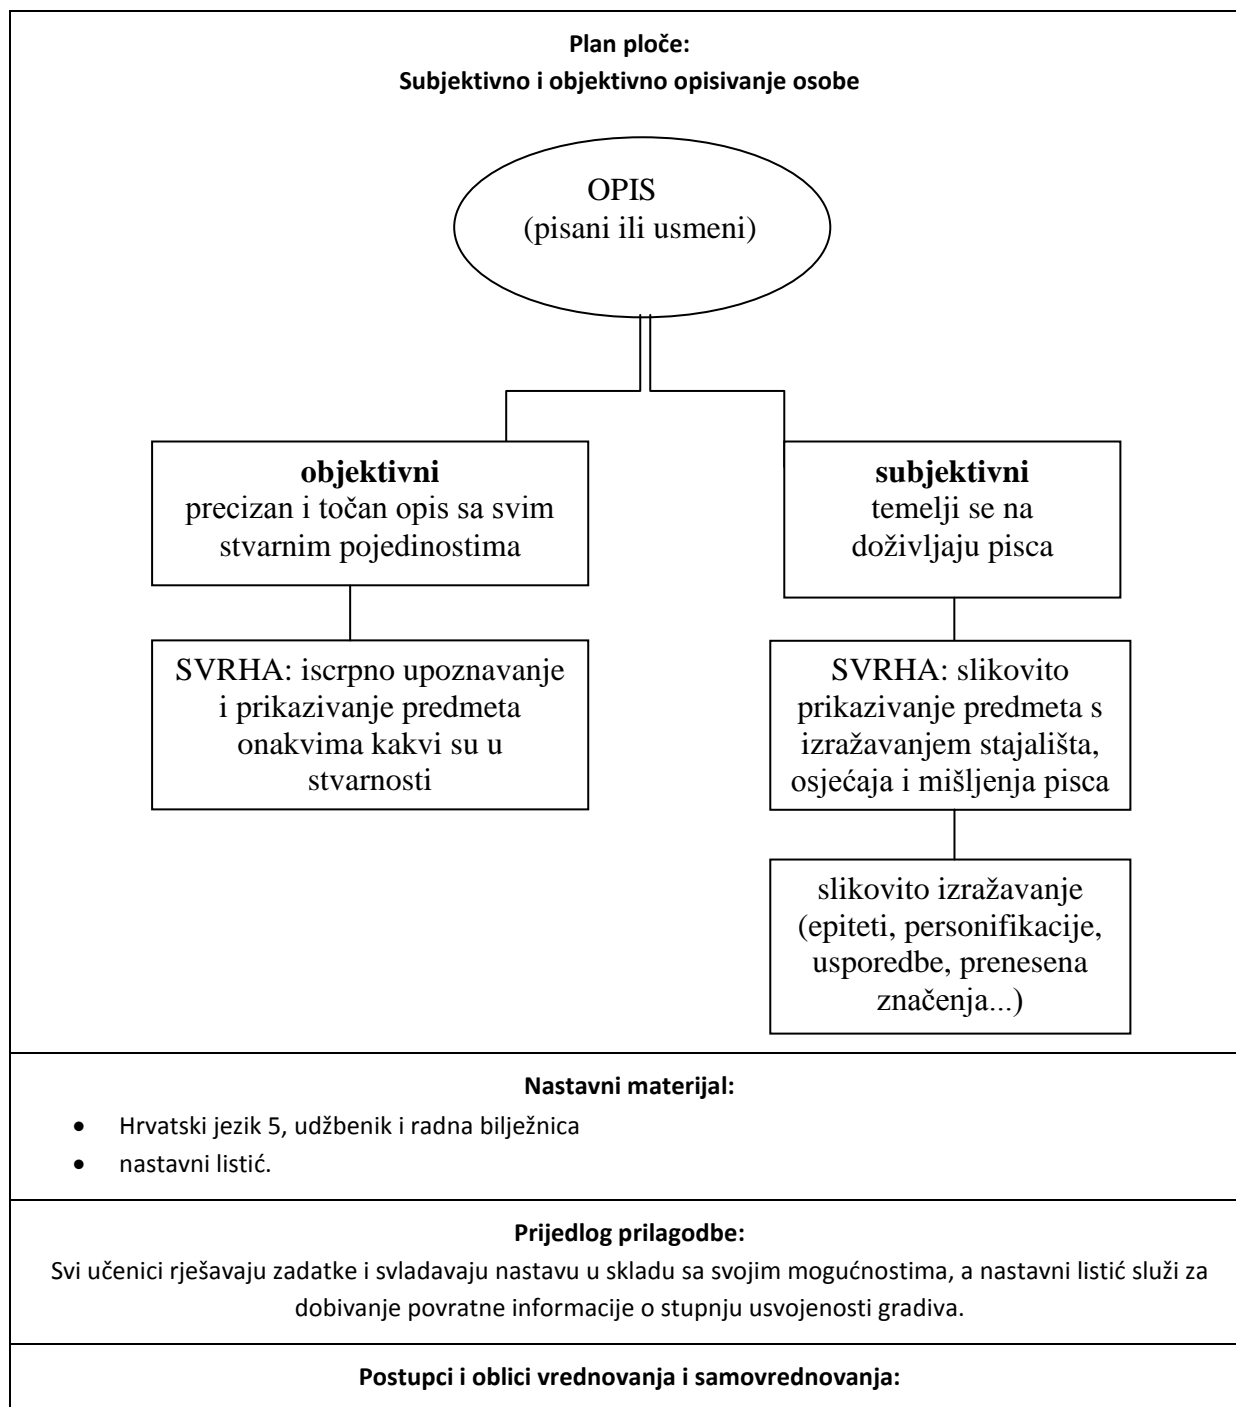 Plan ploče:
Subjektivno i objektivno opisivanje osobe
OPIS
(pisani ili usmeni)
objektivni
precizan i točan opis sa svim
stvarnim pojedinostima
subjektivni
temelji se na
doživljaju pisca
SVRHA: iscrpno upoznavanje
i prikazivanje predmeta
onakvima kakvi su u
stvarnosti
SVRHA: slikovito
prikazivanje predmeta s
izražavanjem stajališta,
osjećaja i mišljenja pisca
slikovito izražavanje
(epiteti, personifikacije,
usporedbe, prenesena
značenja...)
Nastavni materijal:
• Hrvatski jezik 5, udžbenik i radna bilježnica
• nastavni listić.
Prijedlog prilagodbe:
Svi učenici rješavaju zadatke i svladavaju nastavu u skladu sa svojim mogućnostima, a nastavni listić služi za
dobivanje povratne informacije o stupnju usvojenosti gradiva.
Postupci i oblici vrednovanja i samovrednovanja: